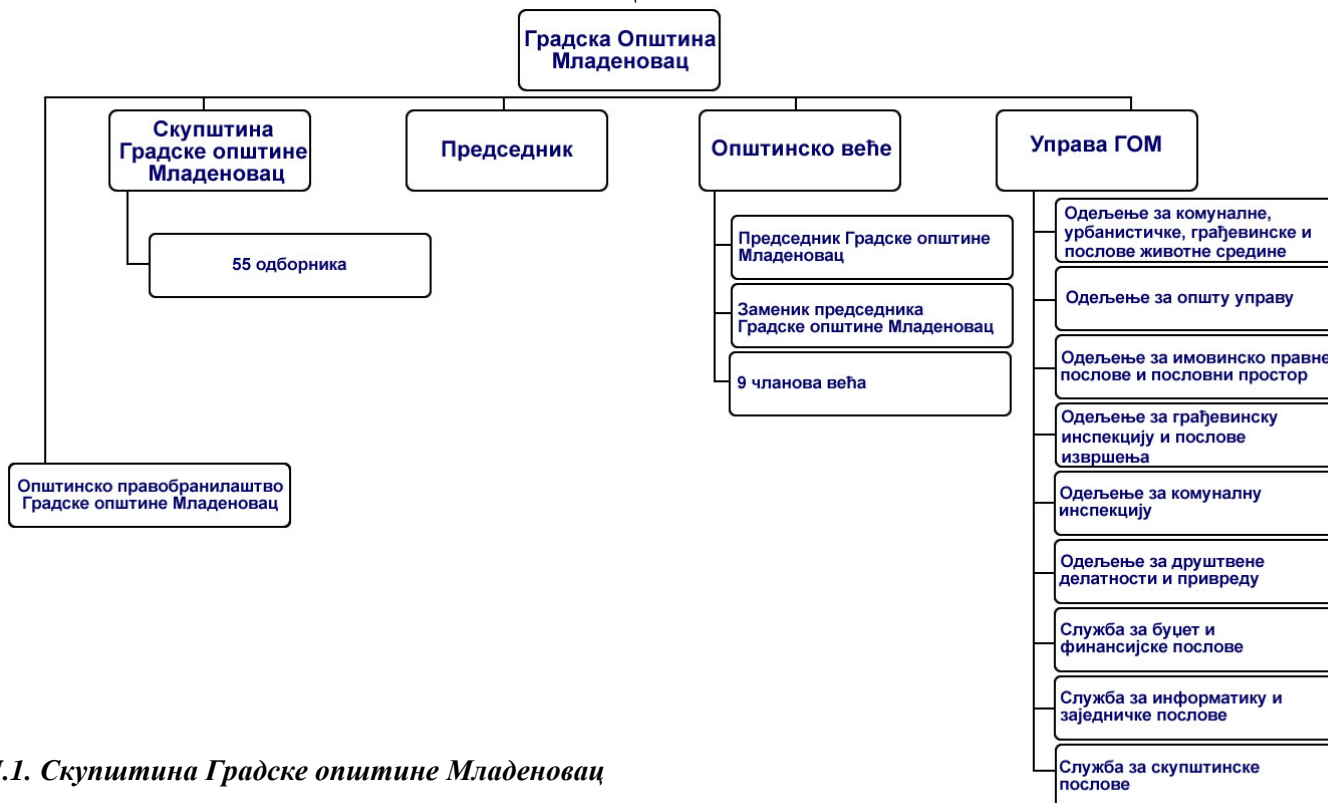 Градска Општина
Младеновац
Скупштина
Градске општине
Младеновац
Председник
Општинско веће
Управа ГОМ
55 одборника
Председник Градске општине
Младеновац
Заменик председника
Градске општине Младеновац
9 чланова већа
Одељење за комуналне,
урбанистичке, грађевинске и
послове животне средине
Одељење за општу управу
Одељење за имовинско правне
послове и пословни простор
Одељење за грађевинску
инспекцију и послове
извршења
Одељење за комуналну
инспекцију
Одељење за друштвене
делатности и привреду
Служба за буџет и
финансијске послове
Служба за информатику и
заједничке послове
Служба за скупштинске
послове
Општинско правобранилаштво
Градске општине Младеновац
.1. Скупштина Градске општине Младеновац